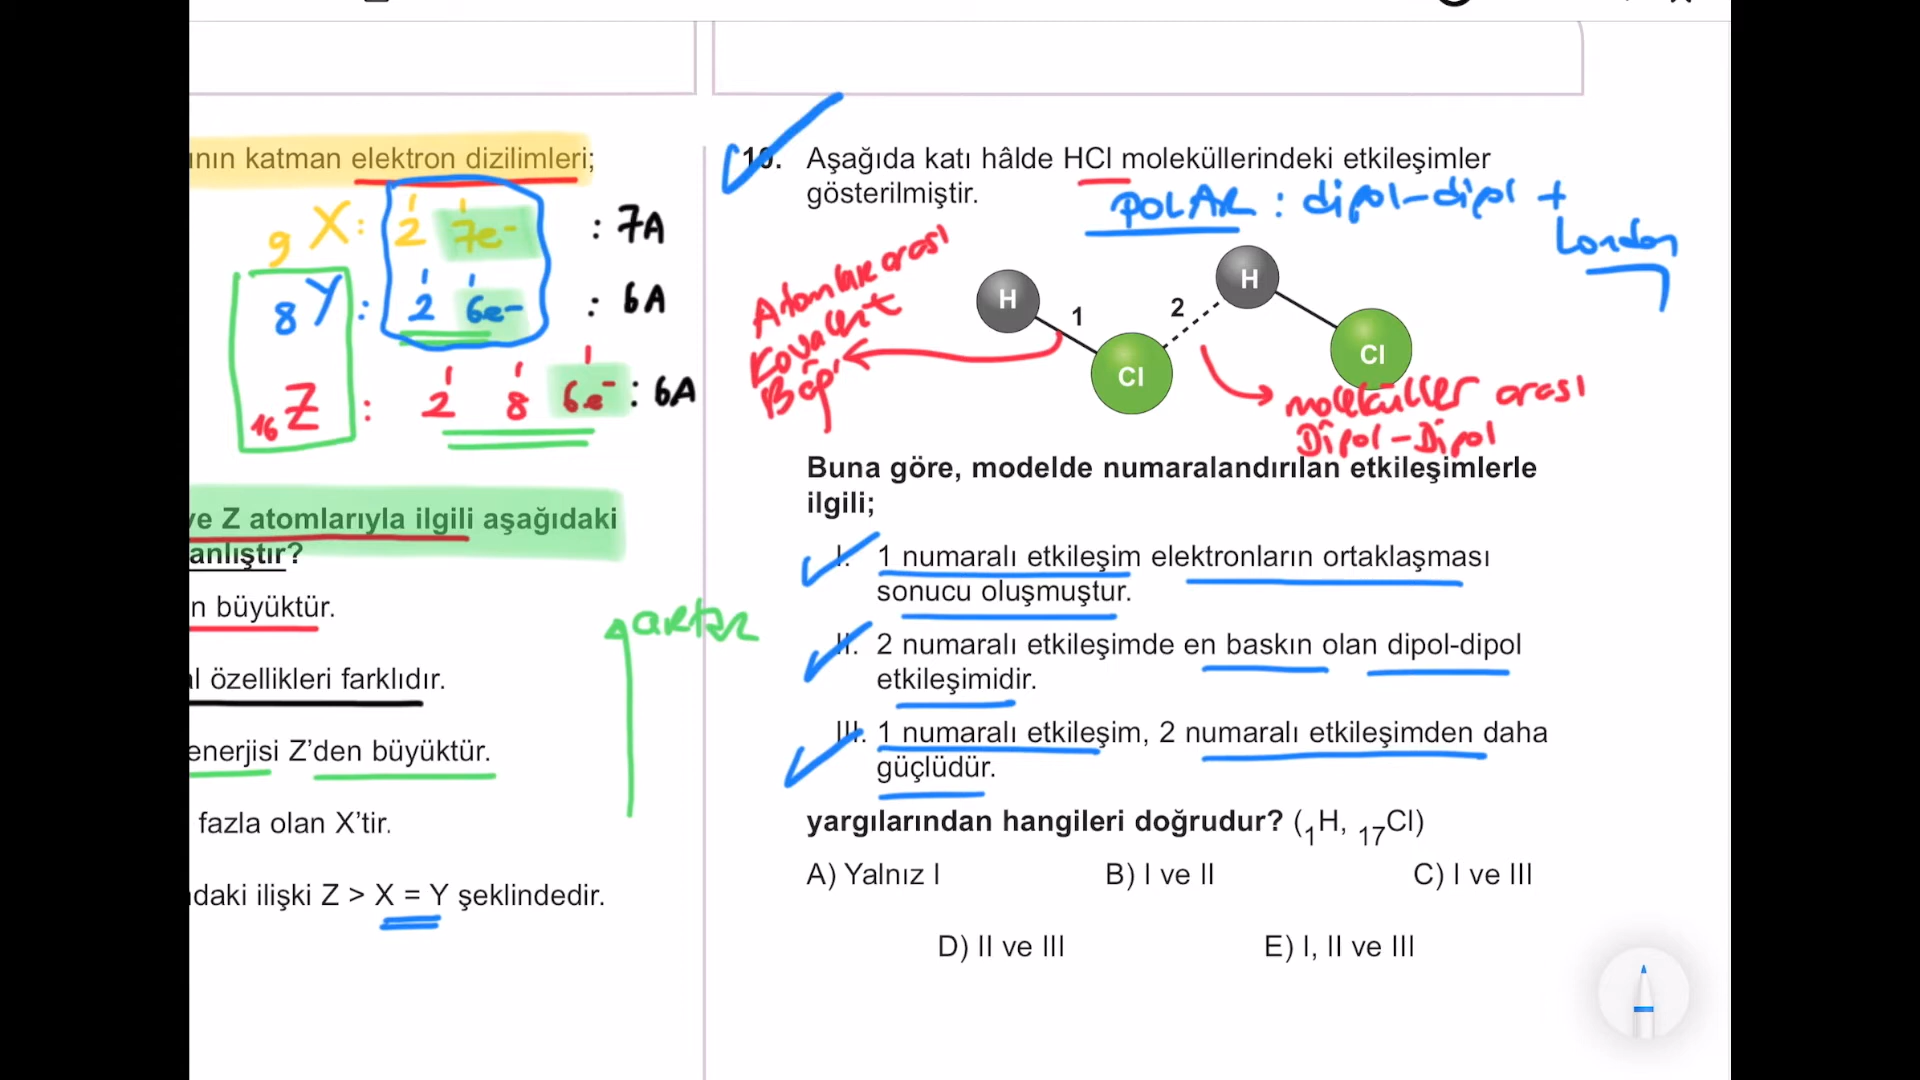 ının katman elektron dizilimleri;
9 X: 2 7e- : 7A
8 Y: 2 6e- : 6A
16 Z: 2 8 6e- : 6A
ve Z atomlarıyla ilgili aşağıdaki
anlıştır?
n büyüktür.
artar
al özellikleri farklıdır.
enerjisi Z’den büyüktür.
fazla olan X’tir.
daki ilişki Z > X = Y şeklindedir.
10. Aşağıda katı hâlde HCl moleküllerindeki etkileşimler
gösterilmiştir.
POLAR : dipol-dipol +
London
Atomlar arası
Kovalent
Bağ
H
1
Cl
2
H
Cl
moleküller arası
Dipol-Dipol
Buna göre, modelde numaralandırılan etkileşimlerle
ilgili;
I. 1 numaralı etkileşim elektronların ortaklaşması
sonucu oluşmuştur.
II. 2 numaralı etkileşimde en baskın olan dipol-dipol
etkileşimidir.
III. 1 numaralı etkileşim, 2 numaralı etkileşimden daha
güçlüdür.
yargılarından hangileri doğrudur? (1H, 17Cl)
A) Yalnız I B) I ve II C) I ve III
D) II ve III E) I, II ve III